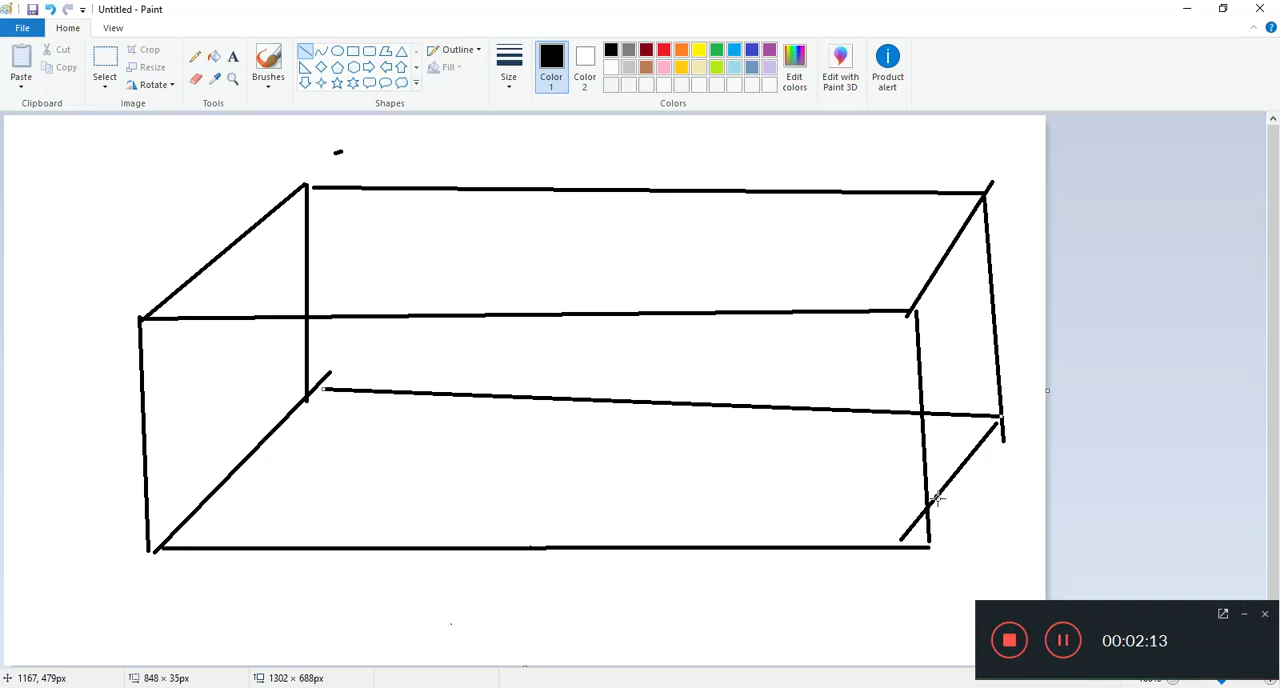 Untitled - Paint
File Home View
Paste
Cut
Copy
Clipboard
Select
Crop
Resize
Rotate
Image
A
Tools
Brushes
Outline
Fill
Shapes
Size
Color 1
Color 2
Edit colors
Colors
Edit with Paint 3D
Product alert
00:02:13
1167, 479px 848 × 35px 1302 × 688px